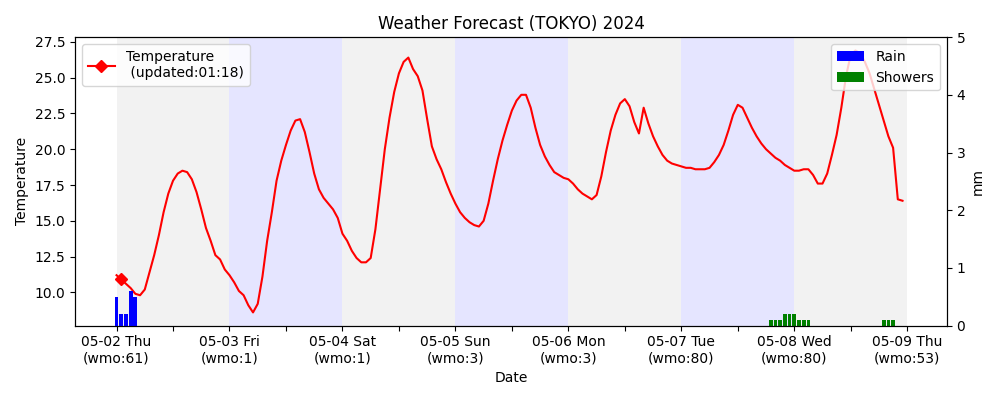 Weather Forecast (TOKYO) 2024
Temperature
(updated:01:18)
Rain
Showers
27.5
25.0
22.5
20.0
17.5
15.0
12.5
10.0
Temperature
5
4
3
2
1
0
mm
05-02 Thu
(wmo:61)
05-03 Fri
(wmo:1)
05-04 Sat
(wmo:1)
05-05 Sun
(wmo:3)
05-06 Mon
(wmo:3)
05-07 Tue
(wmo:80)
05-08 Wed
(wmo:80)
05-09 Thu
(wmo:53)
Date